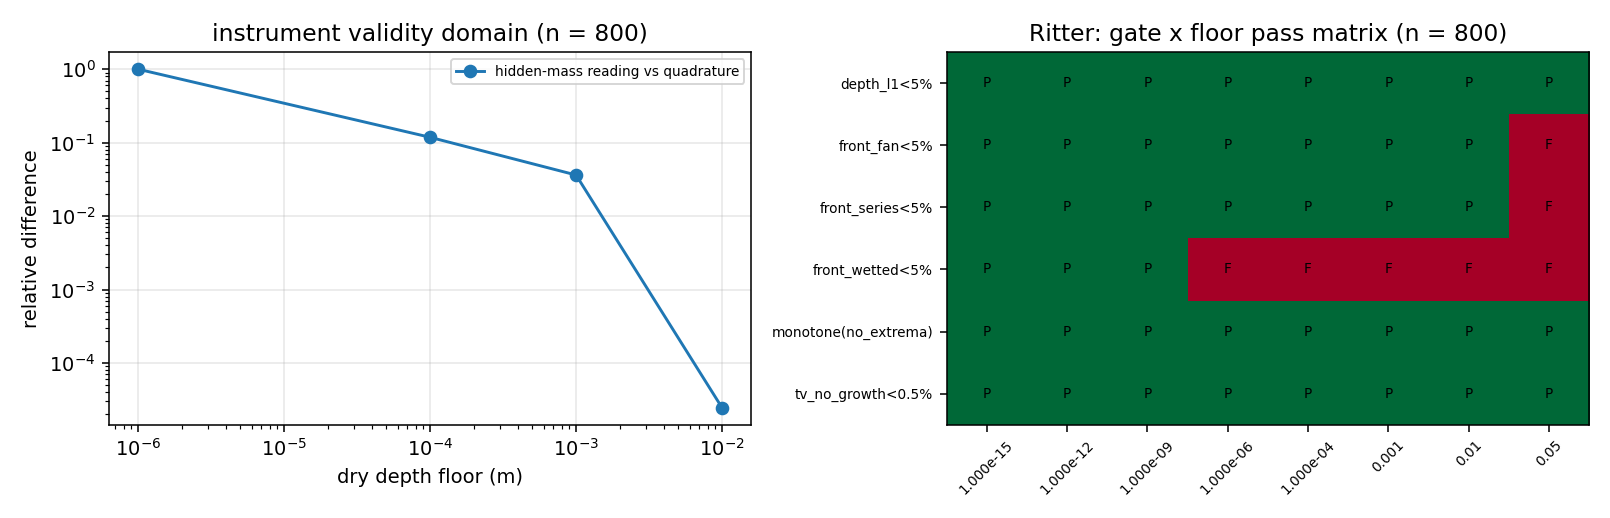 instrument validity domain (n = 800)
relative difference
10⁰
10⁻¹
10⁻²
10⁻³
10⁻⁴
hidden-mass reading vs quadrature
10⁻⁶
10⁻⁵
10⁻⁴
10⁻³
10⁻²
dry depth floor (m)
Ritter: gate x floor pass matrix (n = 800)
depth_l1<5% P P P P P P P P
front_fan<5% P P P P P P P F
front_series<5% P P P P P P P F
front_wetted<5% P P P F F F F F
monotone(no_extrema) P P P P P P P P
tv_no_growth<0.5% P P P P P P P P
1.000e-15
1.000e-12
1.000e-09
1.000e-06
1.000e-04
0.001
0.01
0.05